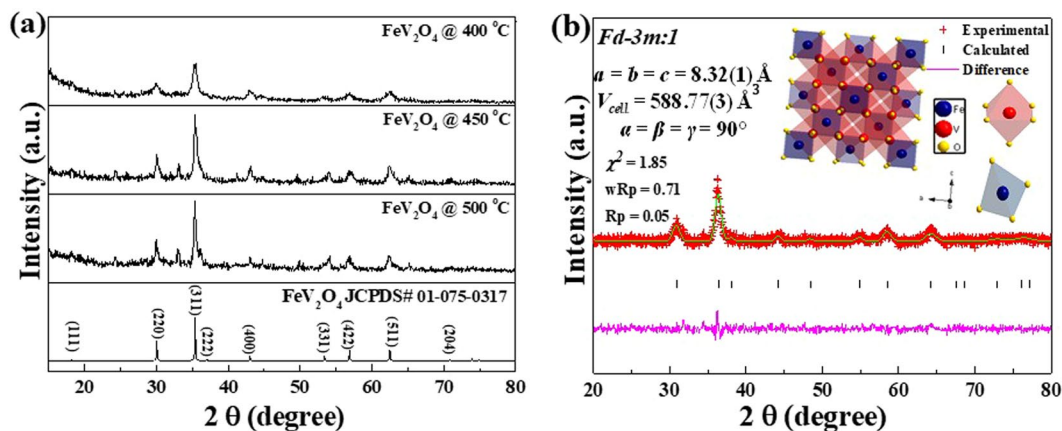 (a)
FeV2O4 @ 400 °C
FeV2O4 @ 450 °C
FeV2O4 @ 500 °C
FeV2O4 JCPDS# 01-075-0317
(111)
(220)
(311)
(222)
(400)
(331)
(422)
(511)
(204)
Intensity (a.u.)
20 30 40 50 60 70 80
2 θ (degree)
(b)
Fd-3m:1
a = b = c = 8.32(1) Å
Vcell = 588.77(3) Å3
α = β = γ = 90°
χ2 = 1.85
wRp = 0.71
Rp = 0.05
Experimental
Calculated
Difference
Fe
V
O
c
a
b
Intensity (a.u.)
20 30 40 50 60 70 80
2 θ (degree)